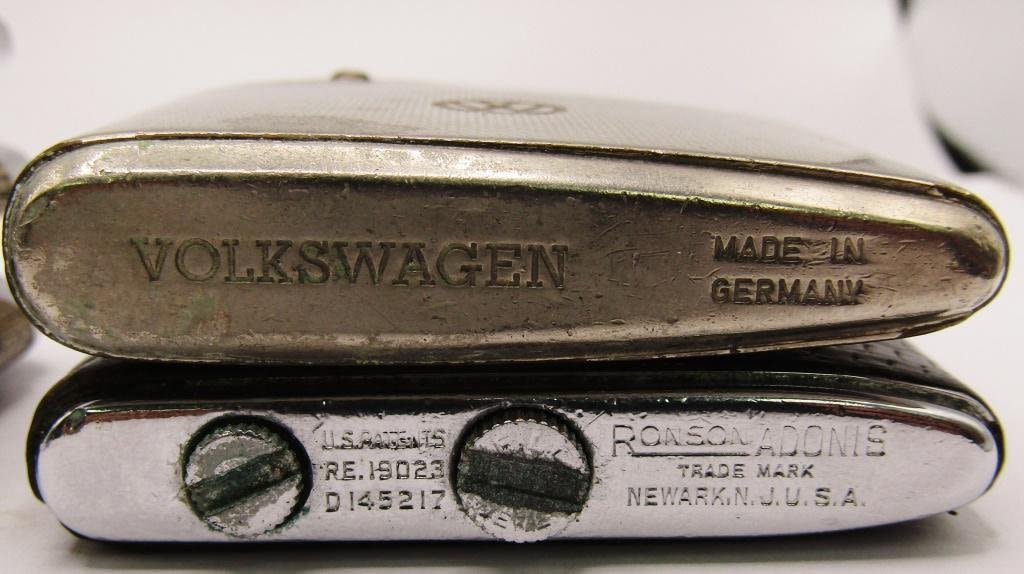 VOLKSWAGEN
MADE IN
GERMANY
U.S. PATENTS
RE. 19023
D145217
RONSON ADONIS
TRADE MARK
NEWARK, N. J. U. S. A.